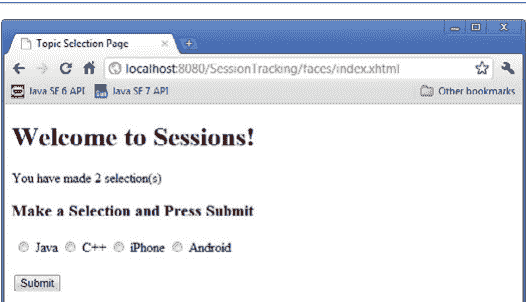 Topic Selection Page
localhost:8080/SessionTracking/faces/index.xhtml
Java SE 6 API Java SE 7 API Other bookmarks
Welcome to Sessions!
You have made 2 selection(s)
Make a Selection and Press Submit
Java C++ iPhone Android
Submit